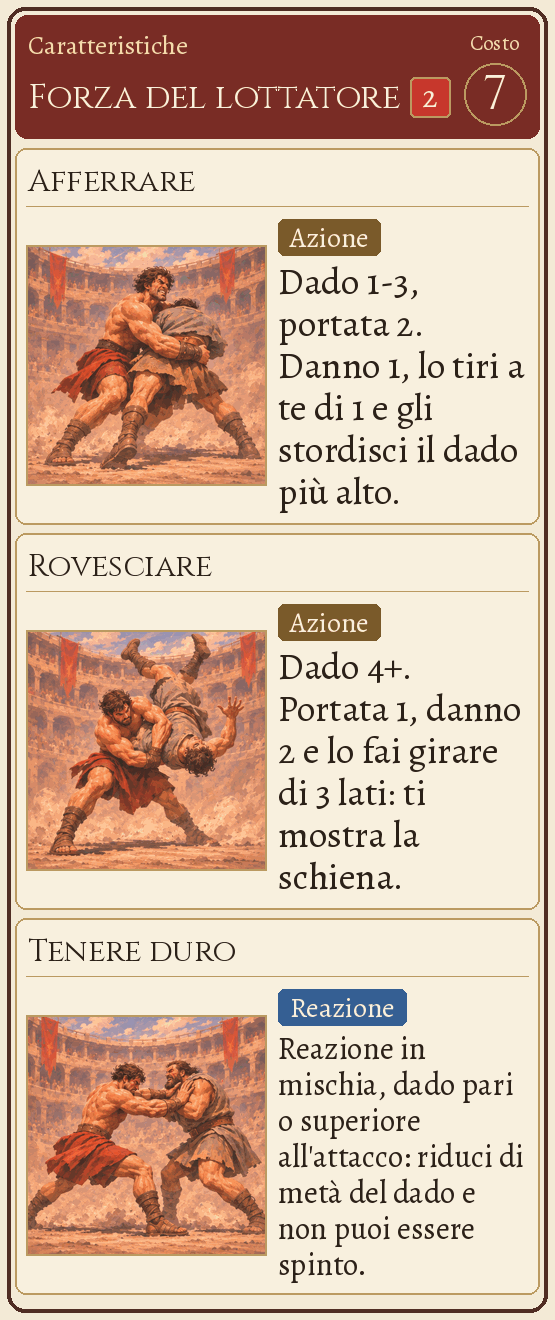 Caratteristiche
Costo
Forza del lottatore 2 7
Afferrare
Azione
Dado 1-3,
portata 2.
Danno 1, lo tiri a
te di 1 e gli
stordisci il dado
più alto.
Rovesciare
Azione
Dado 4+.
Portata 1, danno
2 e lo fai girare
di 3 lati: ti
mostra la
schiena.
Tenere duro
Reazione
Reazione in
mischia, dado pari
o superiore
all'attacco: riduci di
metà del dado e
non puoi essere
spinto.